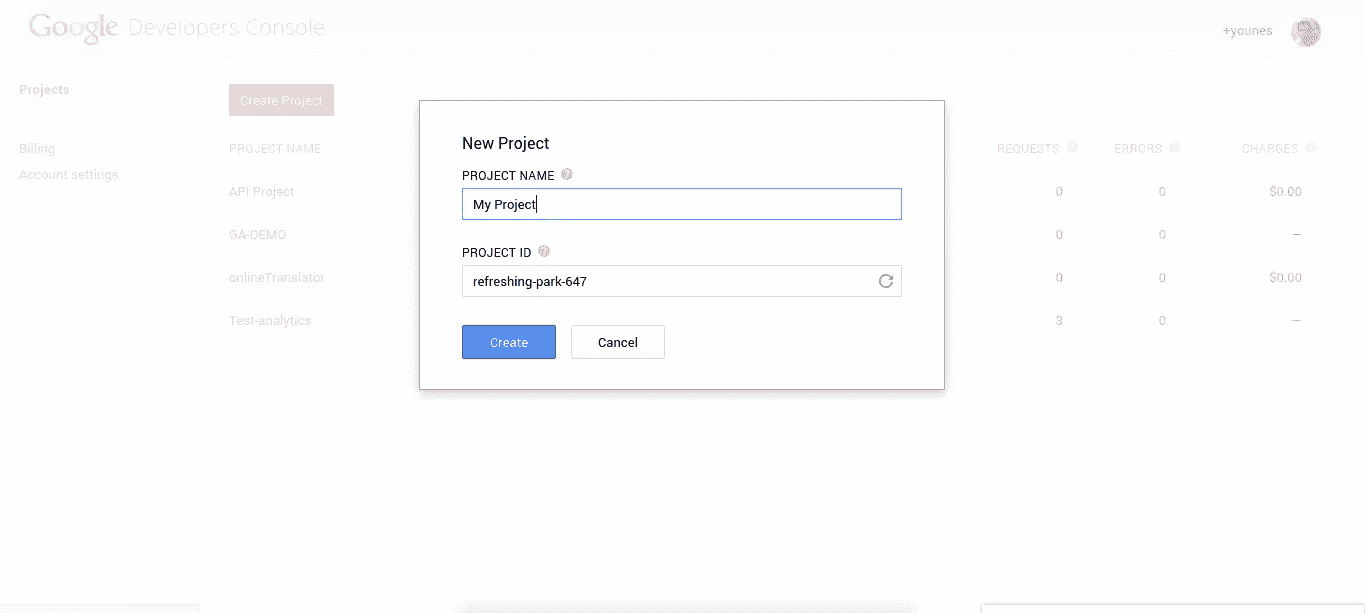 Google Developers Console
+younes
Projects
Create Project
Billing
Account settings
PROJECT NAME
REQUESTS
ERRORS
CHARGES
API Project
0
0
$0.00
GA-DEMO
0
0
—
onlineTranslator
0
0
$0.00
Test-analytics
3
0
—
New Project
PROJECT NAME
My Project
PROJECT ID
refreshing-park-647
Create
Cancel